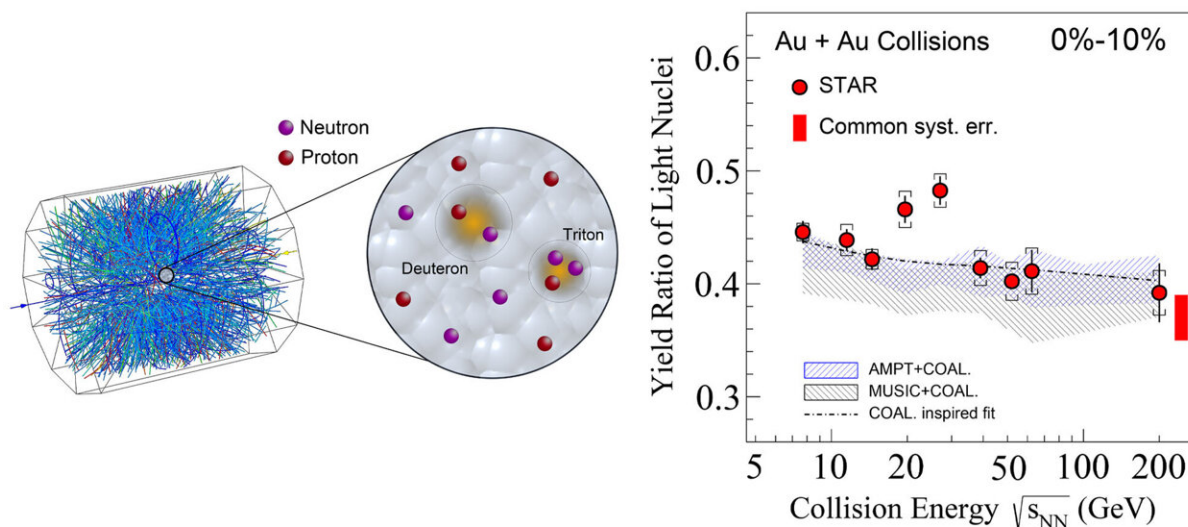 Neutron
Proton
Deuteron
Triton
Au + Au Collisions 0%-10%
STAR
Common syst. err.
Yield Ratio of Light Nuclei
0.6
0.5
0.4
0.3
AMPT+COAL.
MUSIC+COAL.
COAL. inspired fit
5 10 20 50 100 200
Collision Energy √sNN (GeV)